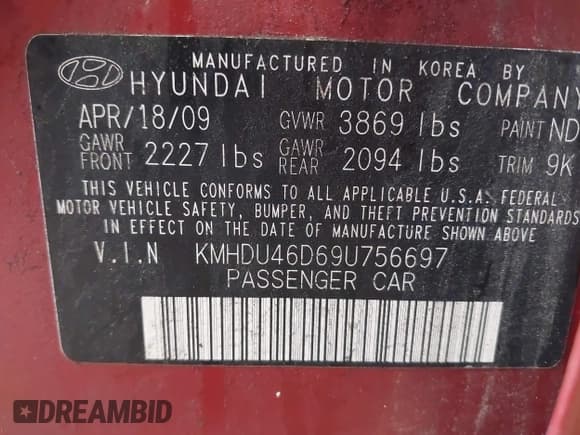 MANUFACTURED IN KOREA BY
HYUNDAI MOTOR COMPANY
APR/18/09 GVWR 3869 lbs PAINT ND
GAWR FRONT 2227 lbs GAWR REAR 2094 lbs TRIM 9K
THIS VEHICLE CONFORMS TO ALL APPLICABLE U.S.A. FEDERAL
MOTOR VEHICLE SAFETY, BUMPER, AND THEFT PREVENTION STANDARDS
IN EFFECT ON THE DATE OF MANUFACTURE SHOWN ABOVE.
V.I.N KMHDU46D69U756697
PASSENGER CAR
DREAMBID